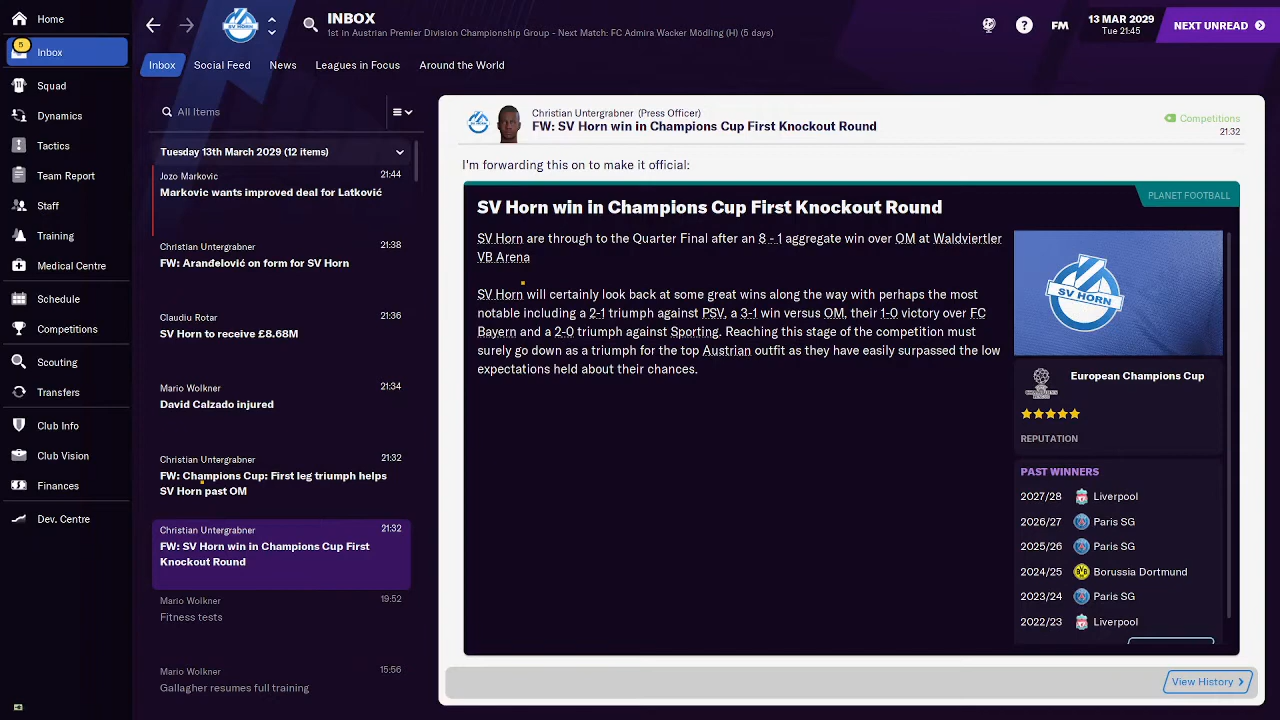 Home
5
Inbox
Squad
Dynamics
Tactics
Team Report
Staff
Training
Medical Centre
Schedule
Competitions
Scouting
Transfers
Club Info
Club Vision
Finances
Dev. Centre
SV HORN
INBOX
1st in Austrian Premier Division Championship Group - Next Match: FC Admira Wacker Mödling (H) (5 days)
?
FM
13 MAR 2029
Tue 21:45
NEXT UNREAD
Inbox
Social Feed
News
Leagues in Focus
Around the World
All Items
Tuesday 13th March 2029 (12 items)
Jozo Markovic 21:44
Markovic wants improved deal for Latković
Christian Untergrabner 21:38
FW: Aranđelović on form for SV Horn
Claudiu Rotar 21:36
SV Horn to receive £8.68M
Mario Wolkner 21:34
David Calzado injured
Christian Untergrabner 21:32
FW: Champions Cup: First leg triumph helps
SV Horn past OM
Christian Untergrabner 21:32
FW: SV Horn win in Champions Cup First
Knockout Round
Mario Wolkner 19:52
Fitness tests
Mario Wolkner 15:56
Gallagher resumes full training
Christian Untergrabner (Press Officer)
FW: SV Horn win in Champions Cup First Knockout Round
Competitions
21:32
I'm forwarding this on to make it official:
PLANET FOOTBALL
SV Horn win in Champions Cup First Knockout Round
SV Horn are through to the Quarter Final after an 8 - 1 aggregate win over OM at Waldviertler
VB Arena
SV Horn will certainly look back at some great wins along the way with perhaps the most
notable including a 2-1 triumph against PSV, a 3-1 win versus OM, their 1-0 victory over FC
Bayern and a 2-0 triumph against Sporting. Reaching this stage of the competition must
surely go down as a triumph for the top Austrian outfit as they have easily surpassed the low
expectations held about their chances.
SV HORN
European Champions Cup
REPUTATION
PAST WINNERS
2027/28 Liverpool
2026/27 Paris SG
2025/26 Paris SG
2024/25 Borussia Dortmund
2023/24 Paris SG
2022/23 Liverpool
View History